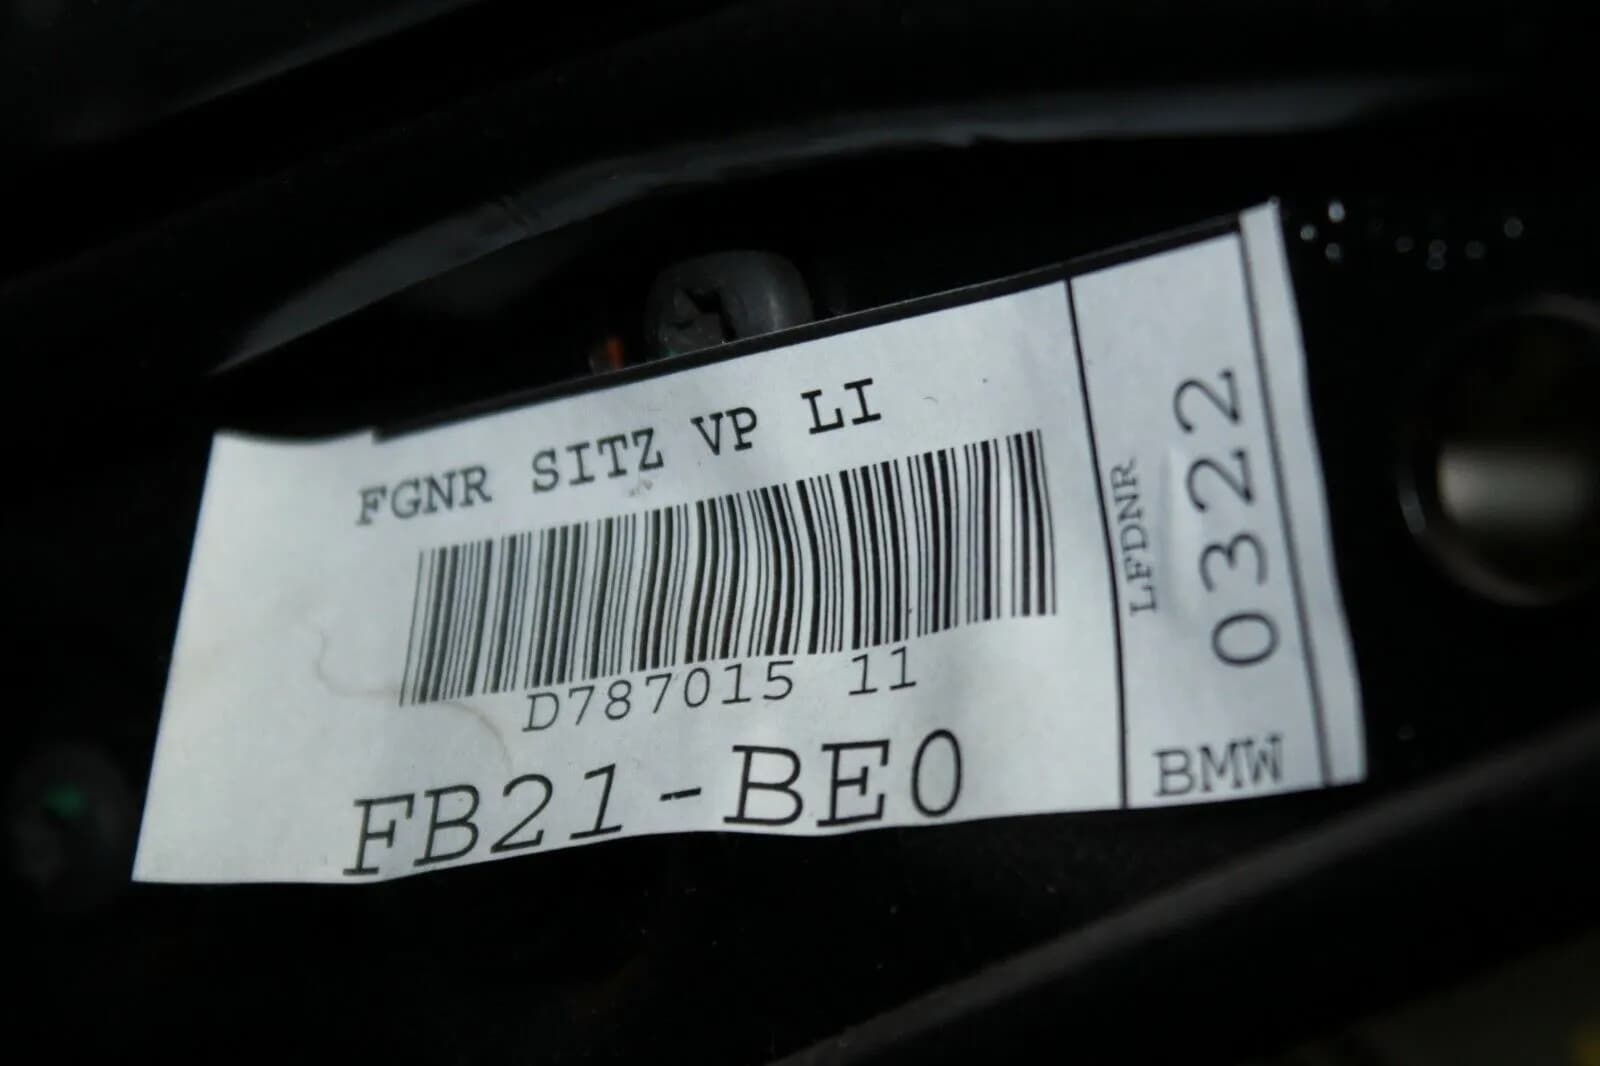 FGNR SITZ VP LI
D787015 11
FB21-BE0
LFDNR
0322
BMW